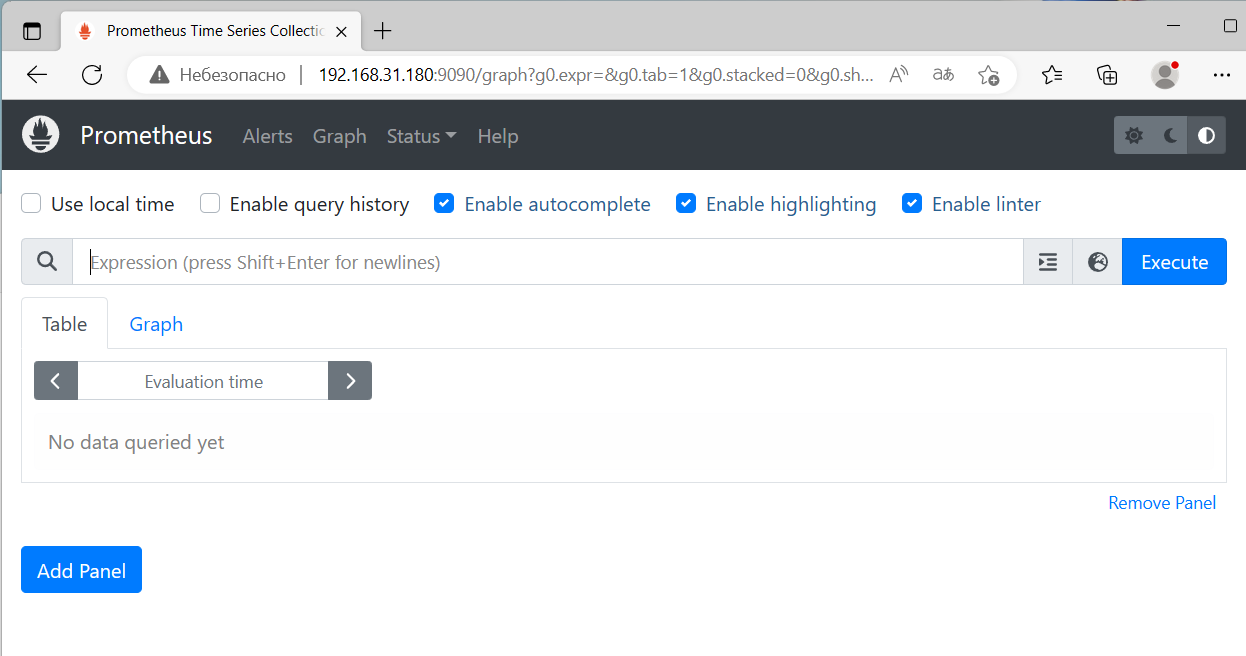 Prometheus Time Series Collectio
Небезопасно | 192.168.31.180:9090/graph?g0.expr=&g0.tab=1&g0.stacked=0&g0.sh...
Prometheus Alerts Graph Status Help
Use local time Enable query history Enable autocomplete Enable highlighting Enable linter
Expression (press Shift+Enter for newlines) Execute
Table Graph
Evaluation time
No data queried yet
Remove Panel
Add Panel